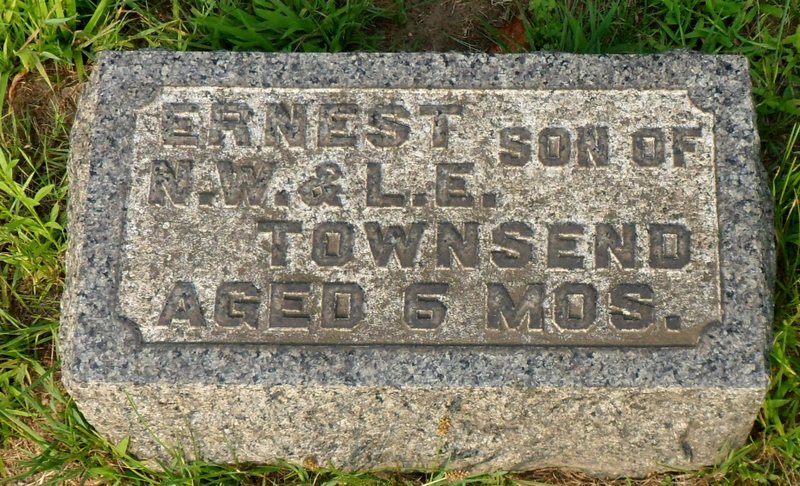 ERNEST SON OF
N.W. & L.E.
TOWNSEND
AGED 6 MOS.